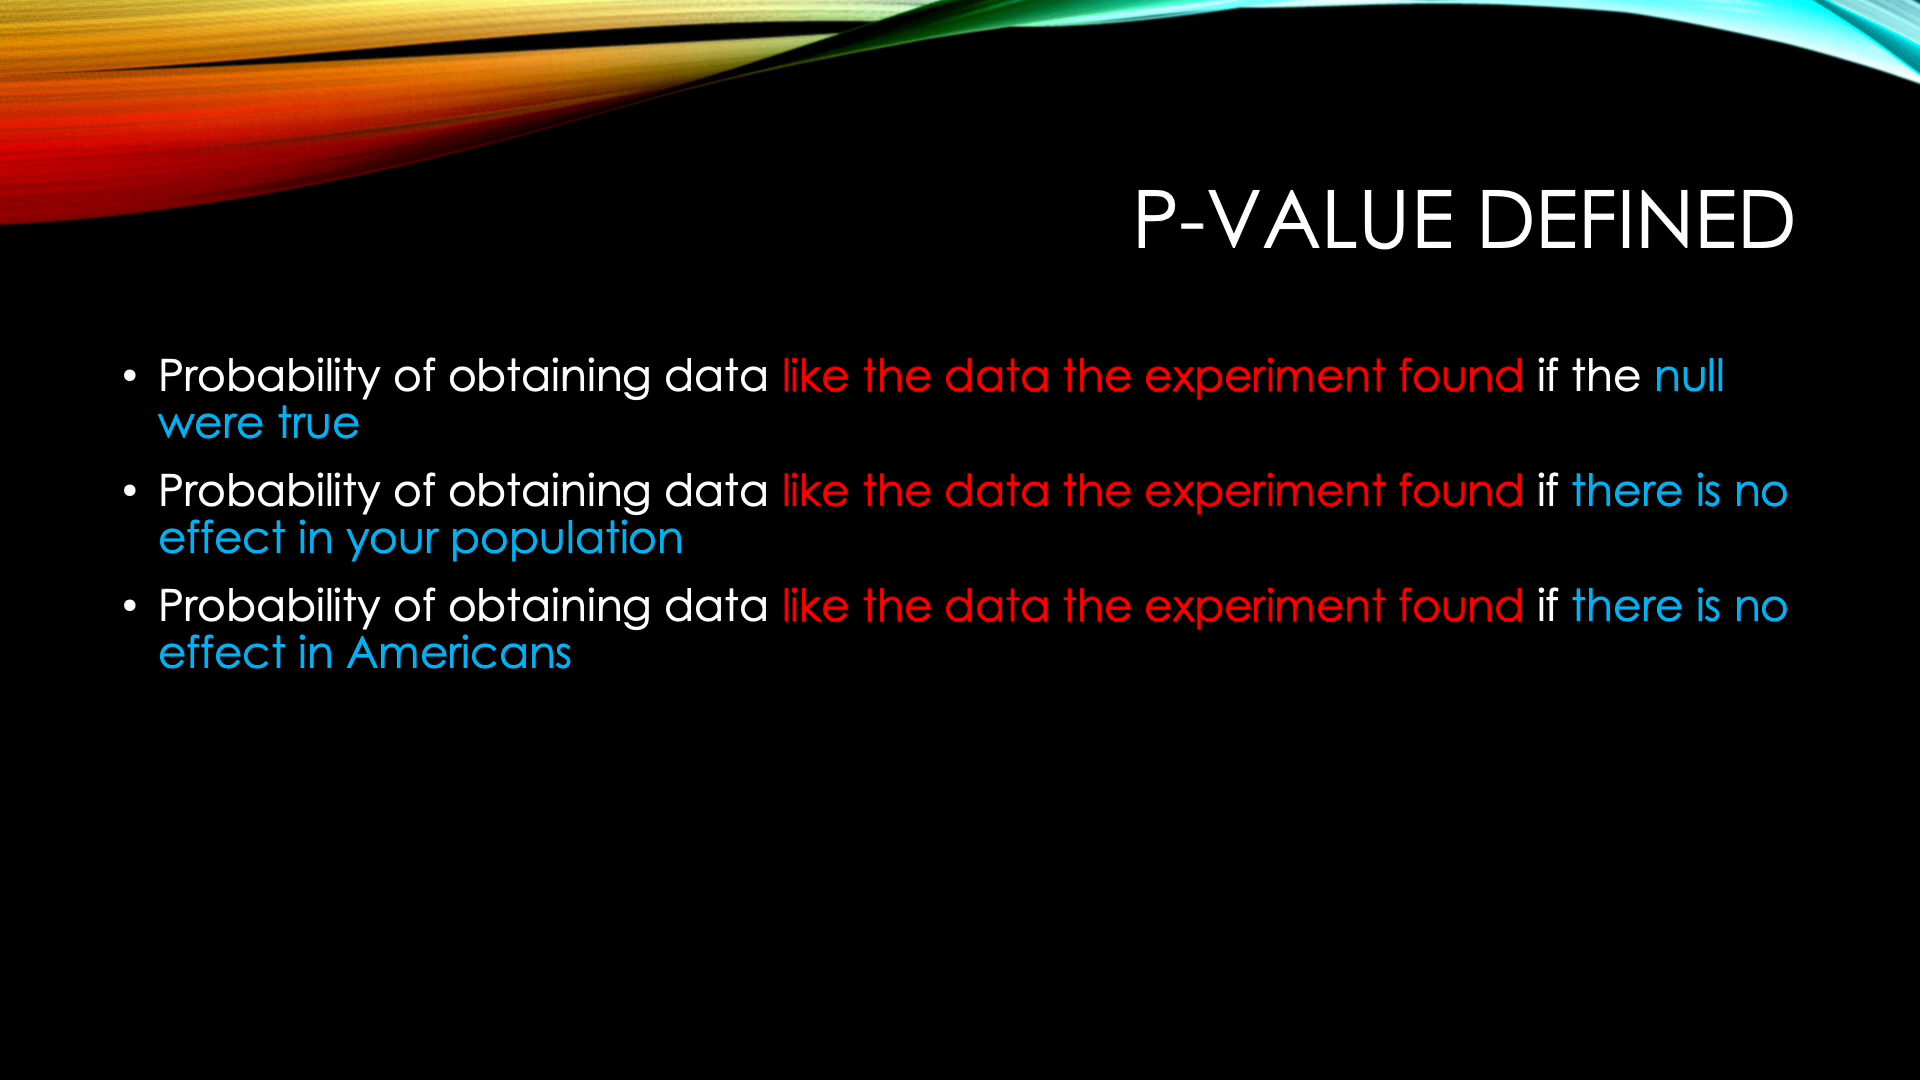 P-VALUE DEFINED
• Probability of obtaining data like the data the experiment found if the null
were true
• Probability of obtaining data like the data the experiment found if there is no
effect in your population
• Probability of obtaining data like the data the experiment found if there is no
effect in Americans